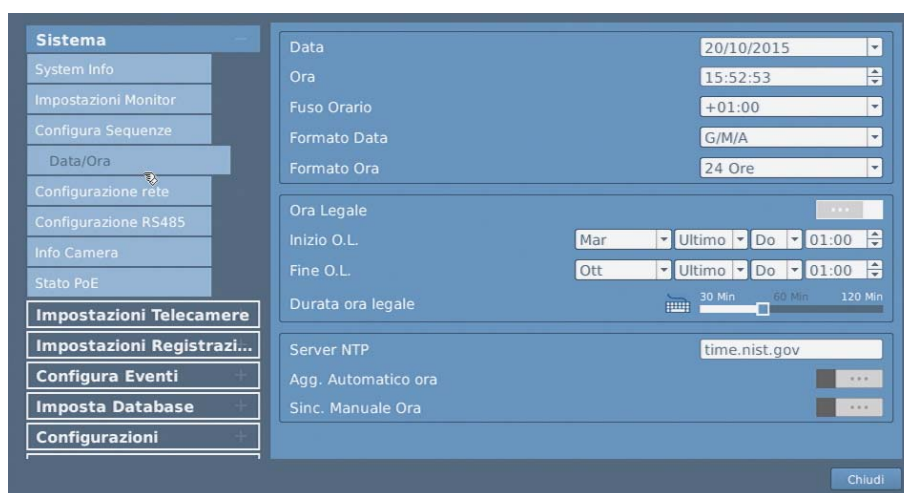 Sistema
System Info
Impostazioni Monitor
Configura Sequenze
Data/Ora
Configurazione rete
Configurazione RS485
Info Camera
Stato PoE
Impostazioni Telecamere
Impostazioni Registrazi...
Configura Eventi
Imposta Database
Configurazioni
Data 20/10/2015
Ora 15:52:53
Fuso Orario +01:00
Formato Data G/M/A
Formato Ora 24 Ore
Ora Legale
Inizio O.L. Mar Ultimo Do 01:00
Fine O.L. Ott Ultimo Do 01:00
Durata ora legale 30 Min 60 Min 120 Min
Server NTP time.nist.gov
Agg. Automatico ora
Sinc. Manuale Ora
Chiudi